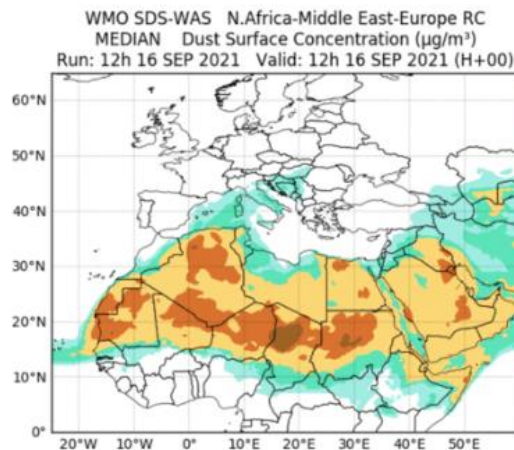 WMO SDS-WAS N.Africa-Middle East-Europe RC
MEDIAN Dust Surface Concentration (µg/m³)
Run: 12h 16 SEP 2021 Valid: 12h 16 SEP 2021 (H+00)
60°N
50°N
40°N
30°N
20°N
10°N
0°
20°W
10°W
0°
10°E
20°E
30°E
40°E
50°E